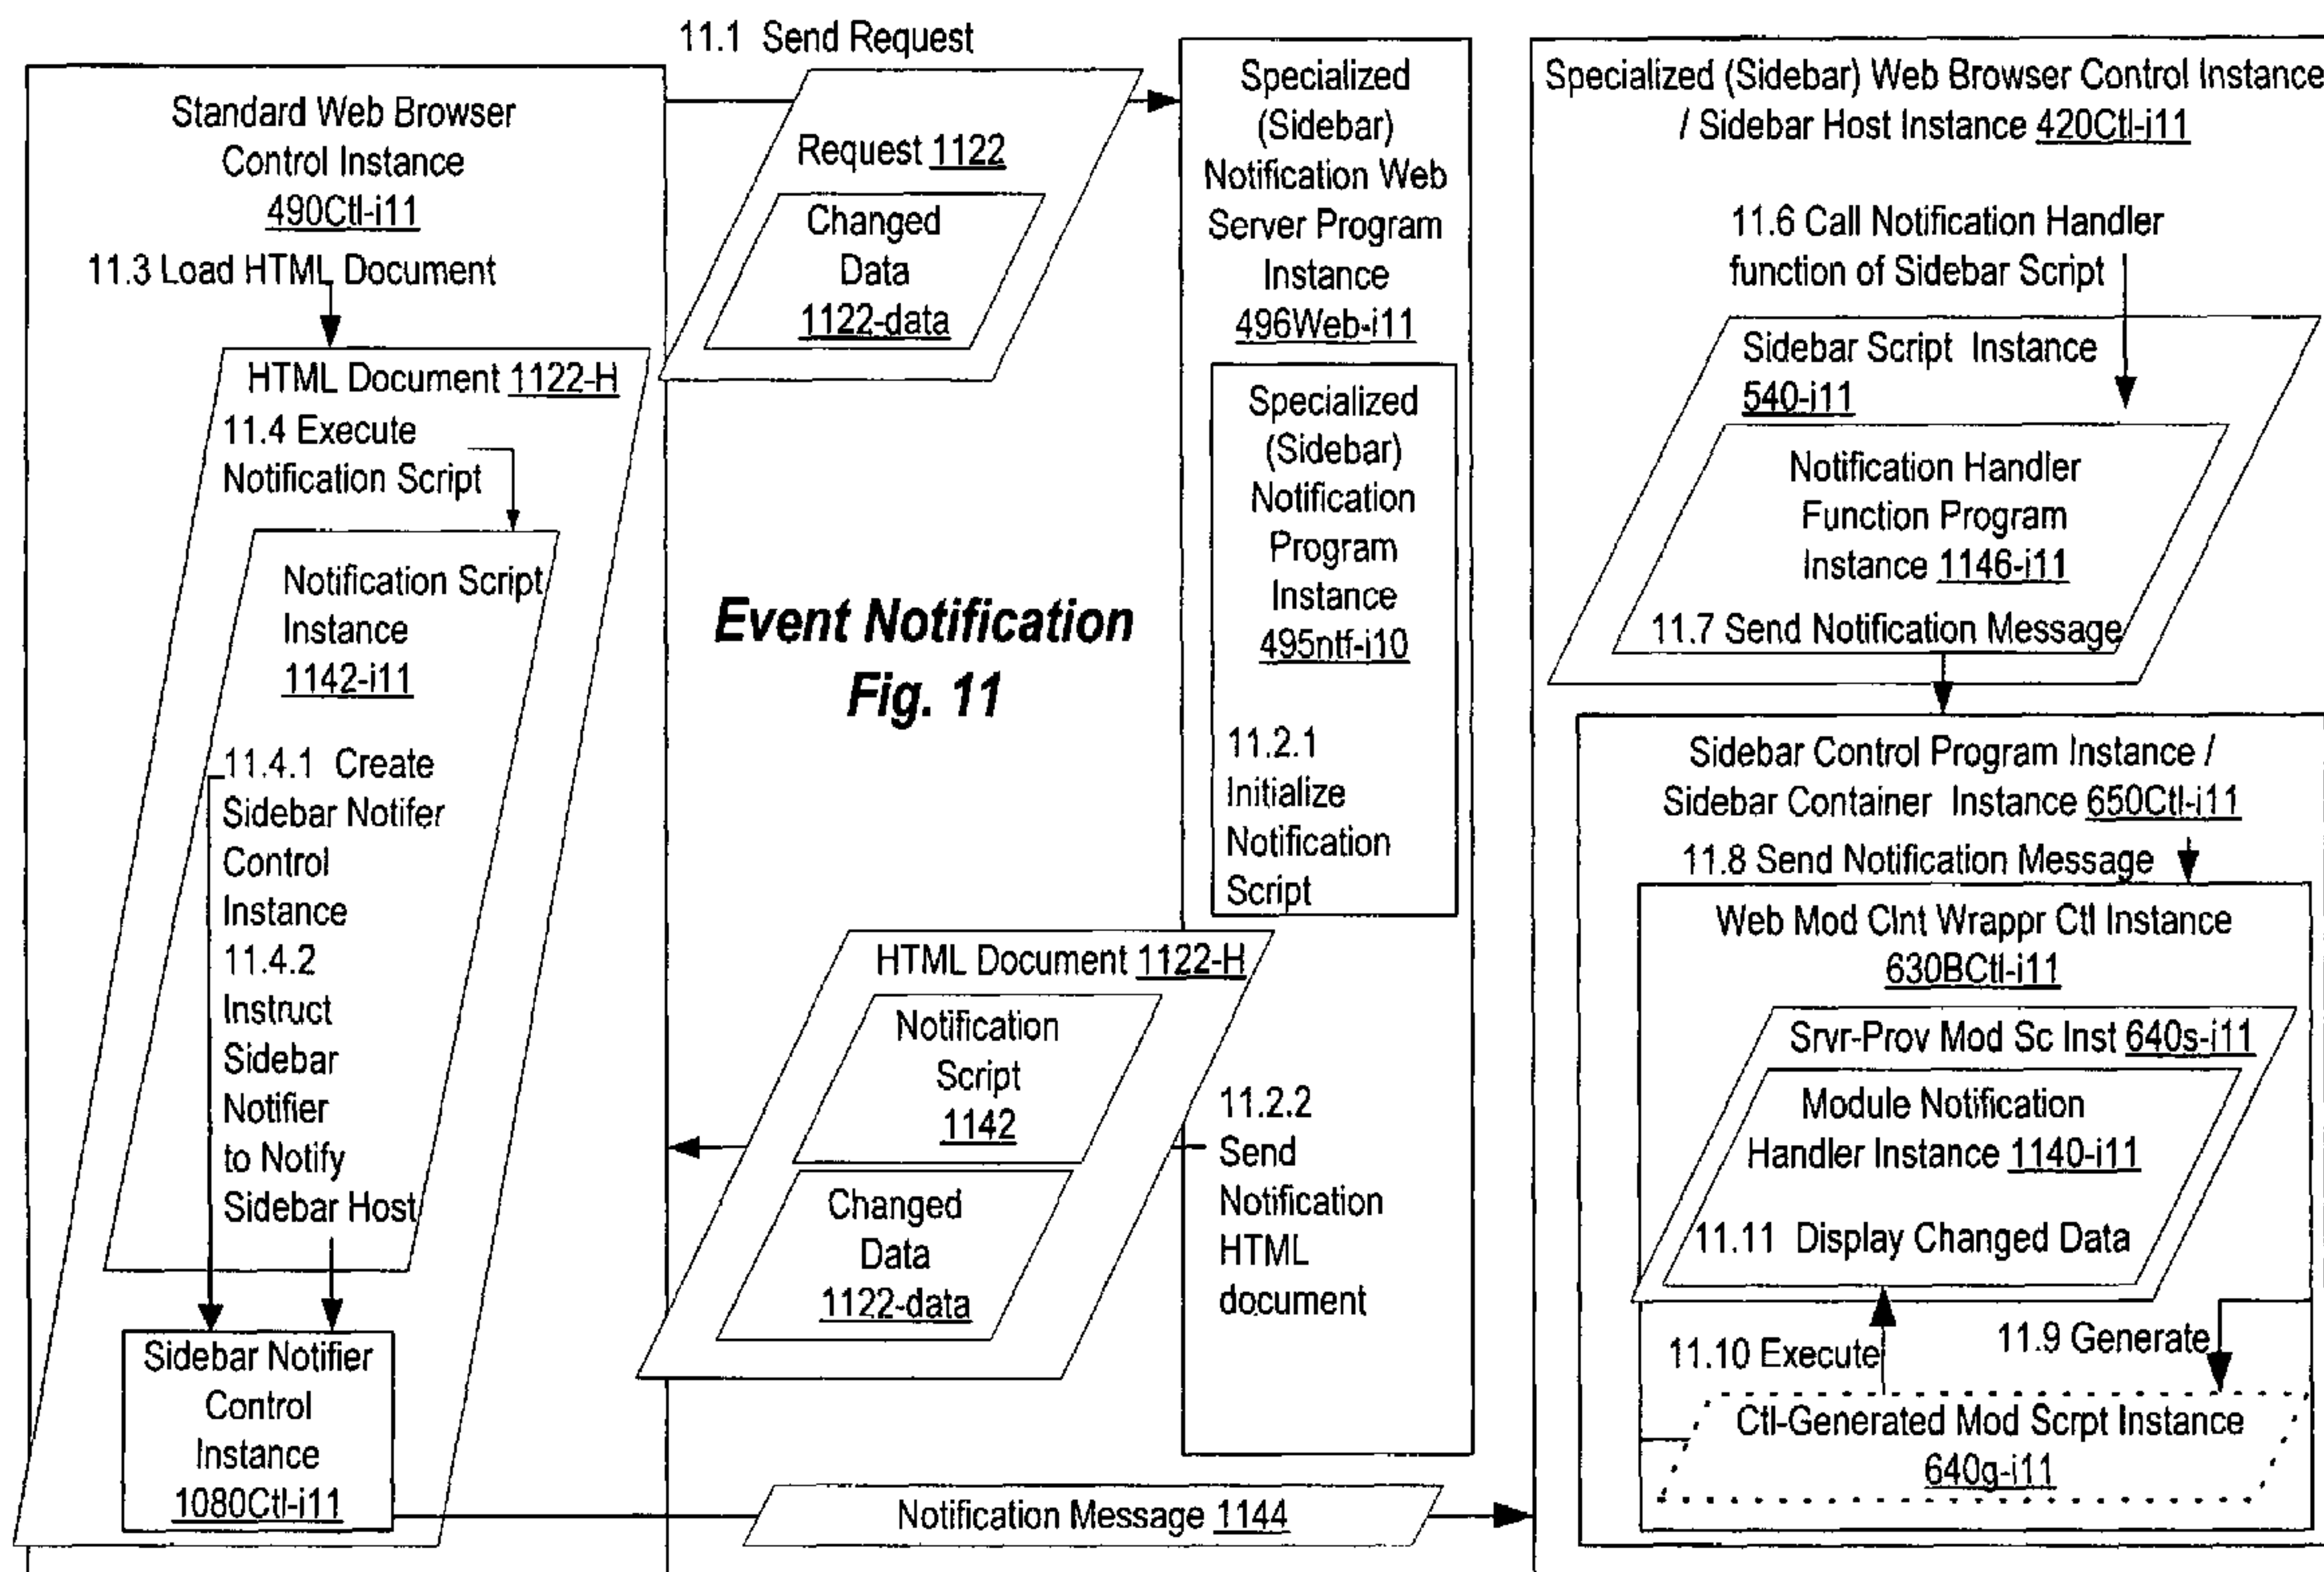 11.1 Send Request
Standard Web Browser
Control Instance
490Ctl-i11
11.3 Load HTML Document
HTML Document 1122-H
11.4 Execute
Notification Script
Notification Script
Instance
1142-i11
11.4.1 Create
Sidebar Notifer
Control
Instance
11.4.2
Instruct
Sidebar
Notifier
to Notify
Sidebar Host
Sidebar Notifier
Control
Instance
1080Ctl-i11
Request 1122
Changed
Data
1122-data
Event Notification
Fig. 11
HTML Document 1122-H
Notification
Script
1142
Changed
Data
1122-data
Notification Message 1144
Specialized
(Sidebar)
Notification Web
Server Program
Instance
496Web-i11
Specialized
(Sidebar)
Notification
Program
Instance
495ntf-i10
11.2.1
Initialize
Notification
Script
11.2.2
Send
Notification
HTML
document
Specialized (Sidebar) Web Browser Control Instance
/ Sidebar Host Instance 420Ctl-i11
11.6 Call Notification Handler
function of Sidebar Script
Sidebar Script Instance
540-i11
Notification Handler
Function Program
Instance 1146-i11
11.7 Send Notification Message
Sidebar Control Program Instance /
Sidebar Container Instance 650Ctl-i11
11.8 Send Notification Message
Web Mod Clnt Wrappr Ctl Instance
630BCtl-i11
Srvr-Prov Mod Sc Inst 640s-i11
Module Notification
Handler Instance 1140-i11
11.11 Display Changed Data
11.10 Execute
11.9 Generate
Ctl-Generated Mod Scrpt Instance
640g-i11